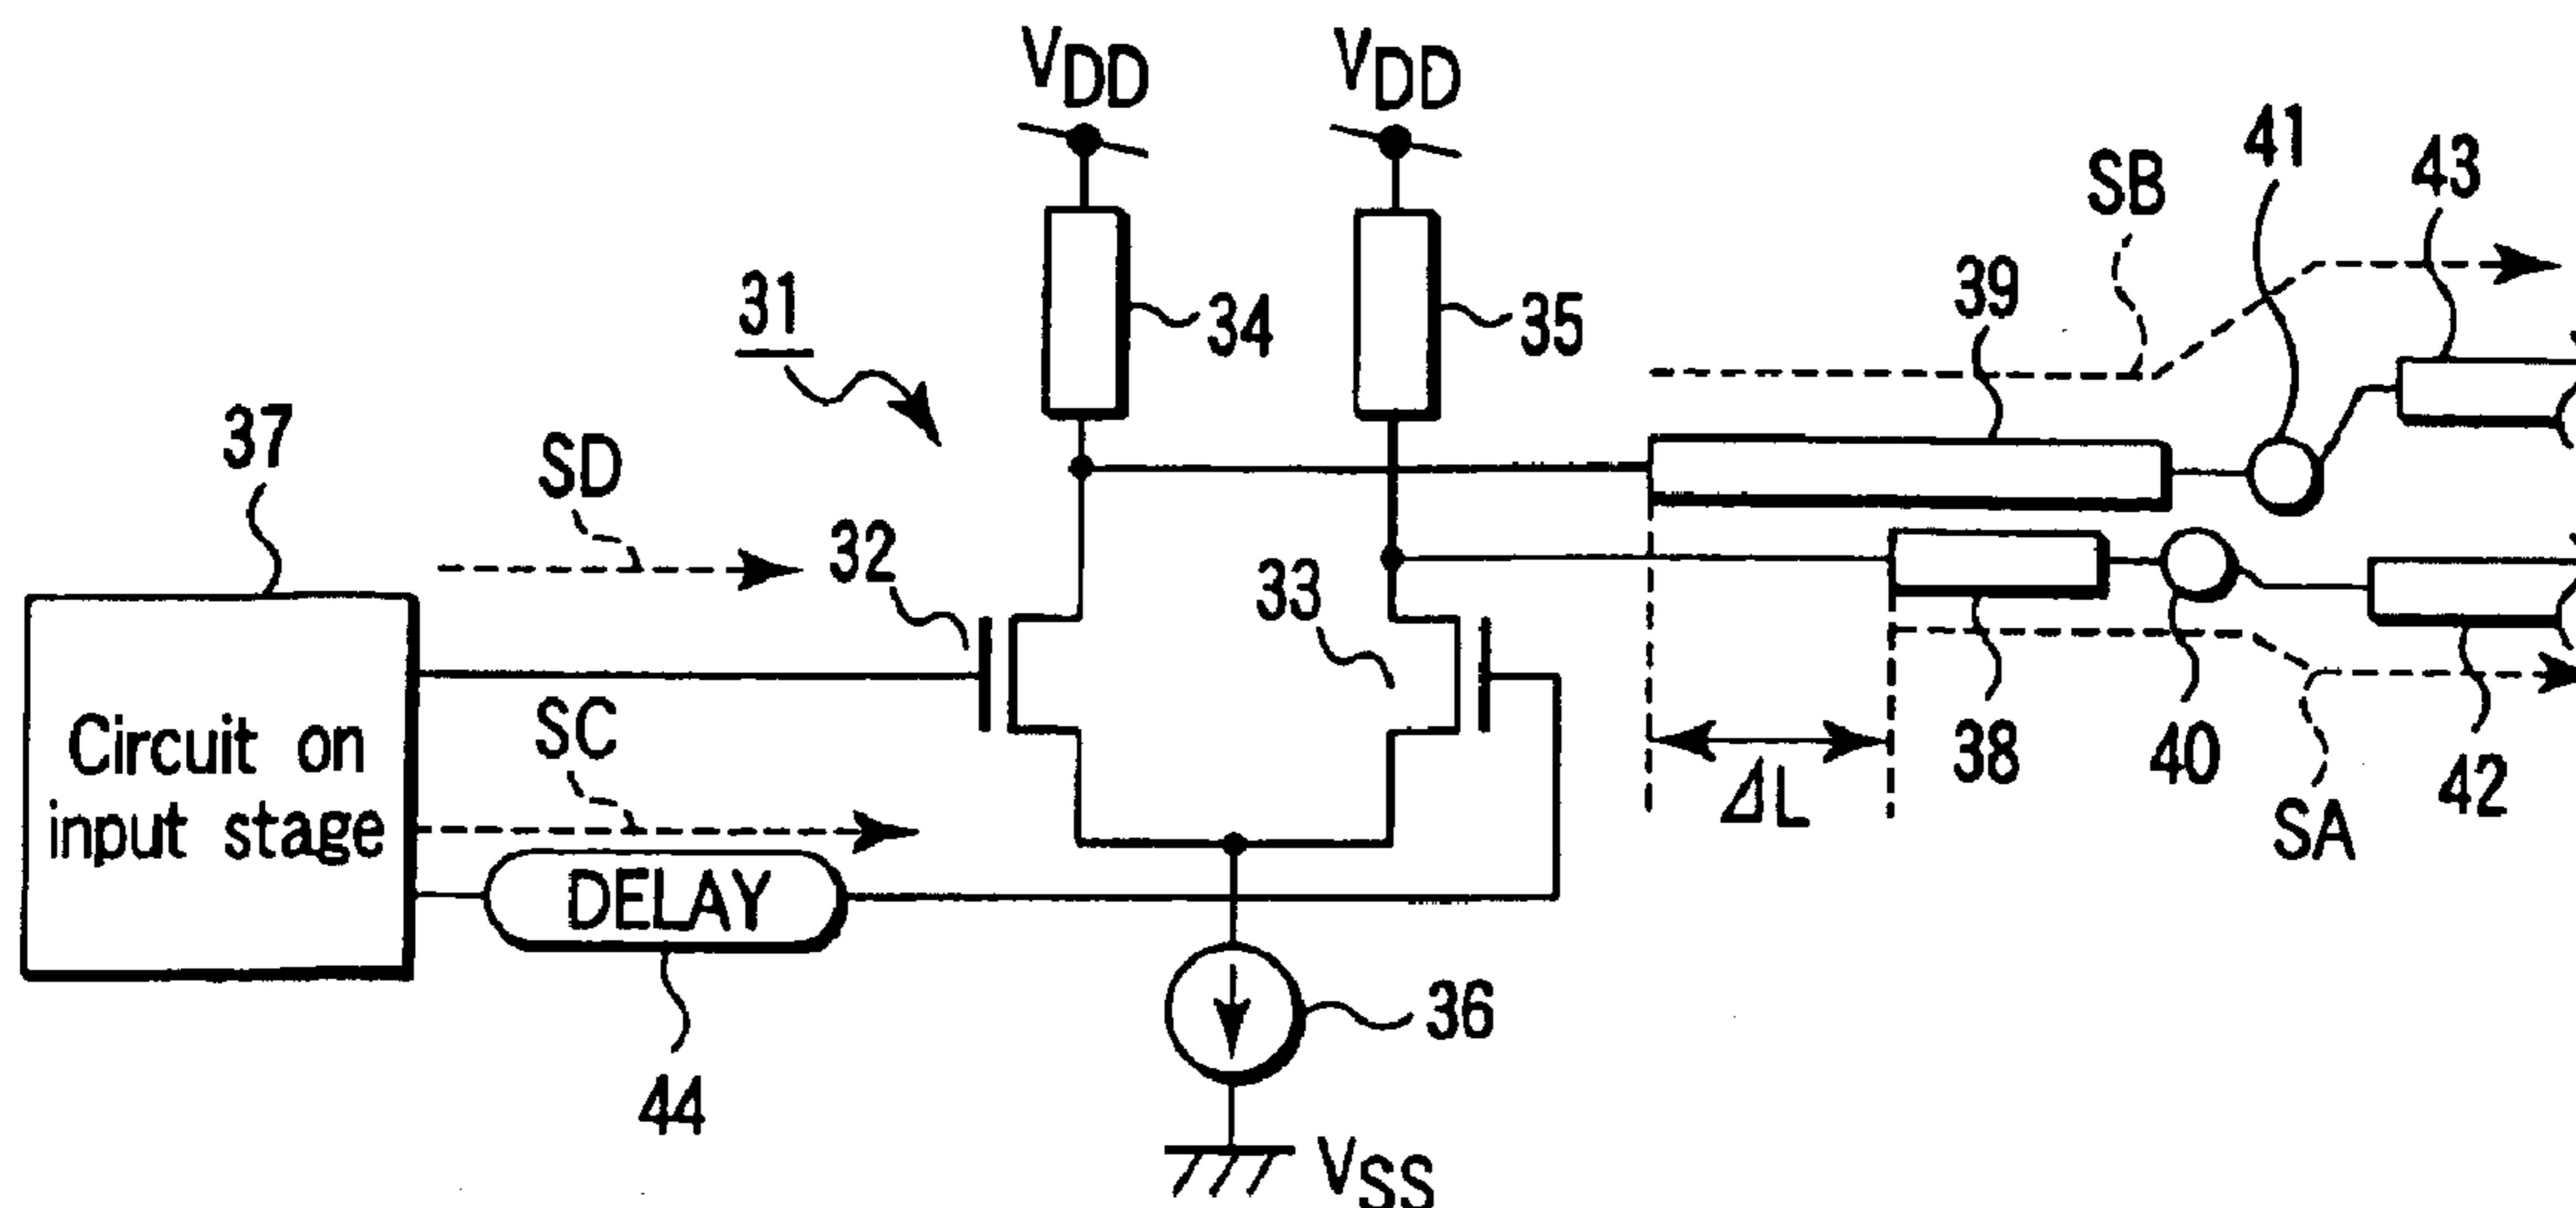 VDD
VDD
41
43
SB
39
31
34
35
37
SD
32
33
Circuit on
input stage
SC
38
40
42
ΔL
SA
DELAY
36
44
VSS